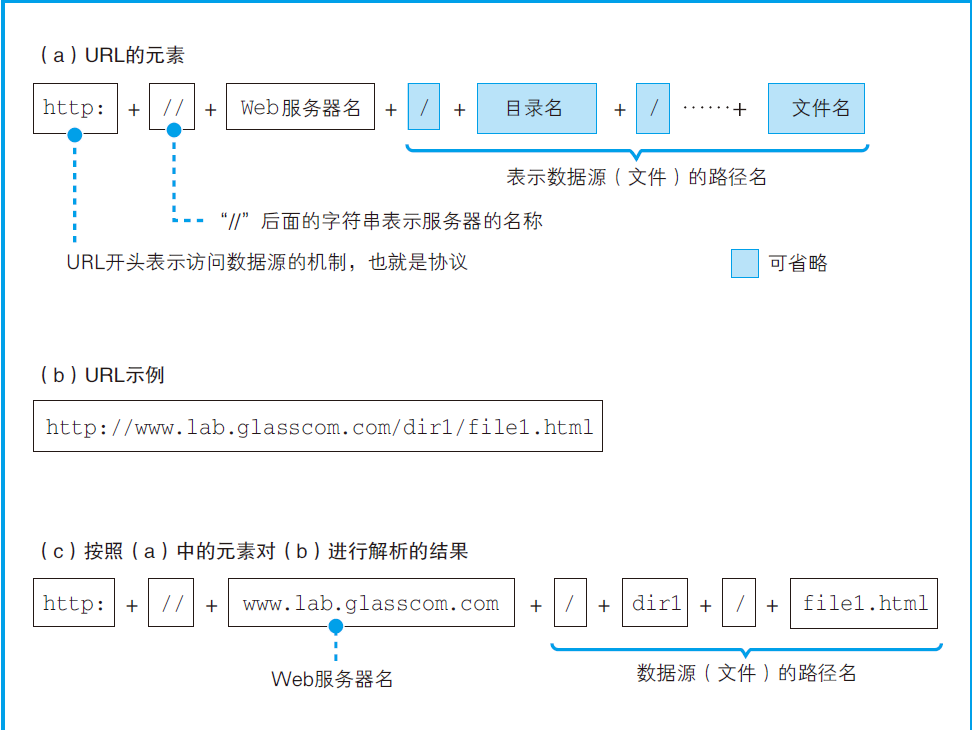 （a）URL的元素
http: + // + Web服务器名 + / + 目录名 + / ……+ 文件名
表示数据源（文件）的路径名
“//”后面的字符串表示服务器的名称
URL开头表示访问数据源的机制，也就是协议
可省略
（b）URL示例
http://www.lab.glasscom.com/dir1/file1.html
（c）按照（a）中的元素对（b）进行解析的结果
http: + // + www.lab.glasscom.com + / + dir1 + / + file1.html
Web服务器名
数据源（文件）的路径名